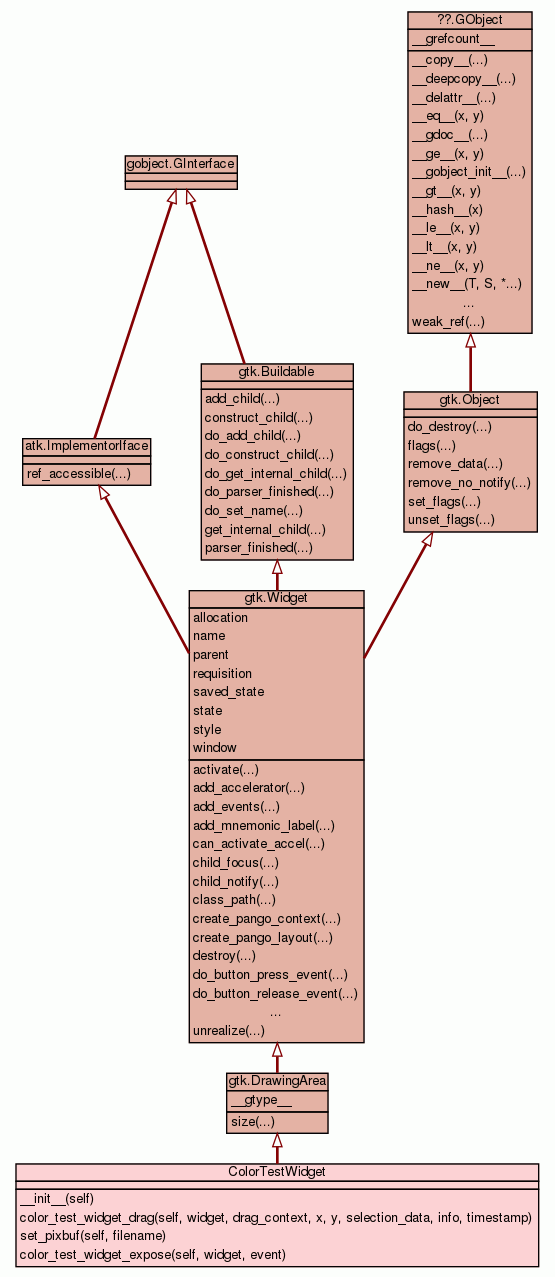 ??.GObject
__grefcount__
__copy__(...)
__deepcopy__(...)
__delattr__(...)
__eq__(x, y)
__gdoc__(...)
__ge__(x, y)
__gobject_init__(...)
__gt__(x, y)
__hash__(x)
__le__(x, y)
__lt__(x, y)
__ne__(x, y)
__new__(T, S, *...)
...
weak_ref(...)
gobject.GInterface
gtk.Buildable
add_child(...)
construct_child(...)
do_add_child(...)
do_construct_child(...)
do_get_internal_child(...)
do_parser_finished(...)
do_set_name(...)
get_internal_child(...)
parser_finished(...)
gtk.Object
do_destroy(...)
flags(...)
remove_data(...)
remove_no_notify(...)
set_flags(...)
unset_flags(...)
atk.ImplementorIface
ref_accessible(...)
gtk.Widget
allocation
name
parent
requisition
saved_state
state
style
window
activate(...)
add_accelerator(...)
add_events(...)
add_mnemonic_label(...)
can_activate_accel(...)
child_focus(...)
child_notify(...)
class_path(...)
create_pango_context(...)
create_pango_layout(...)
destroy(...)
do_button_press_event(...)
do_button_release_event(...)
...
unrealize(...)
gtk.DrawingArea
__gtype__
size(...)
ColorTestWidget
__init__(self)
color_test_widget_drag(self, widget, drag_context, x, y, selection_data, info, timestamp)
set_pixbuf(self, filename)
color_test_widget_expose(self, widget, event)